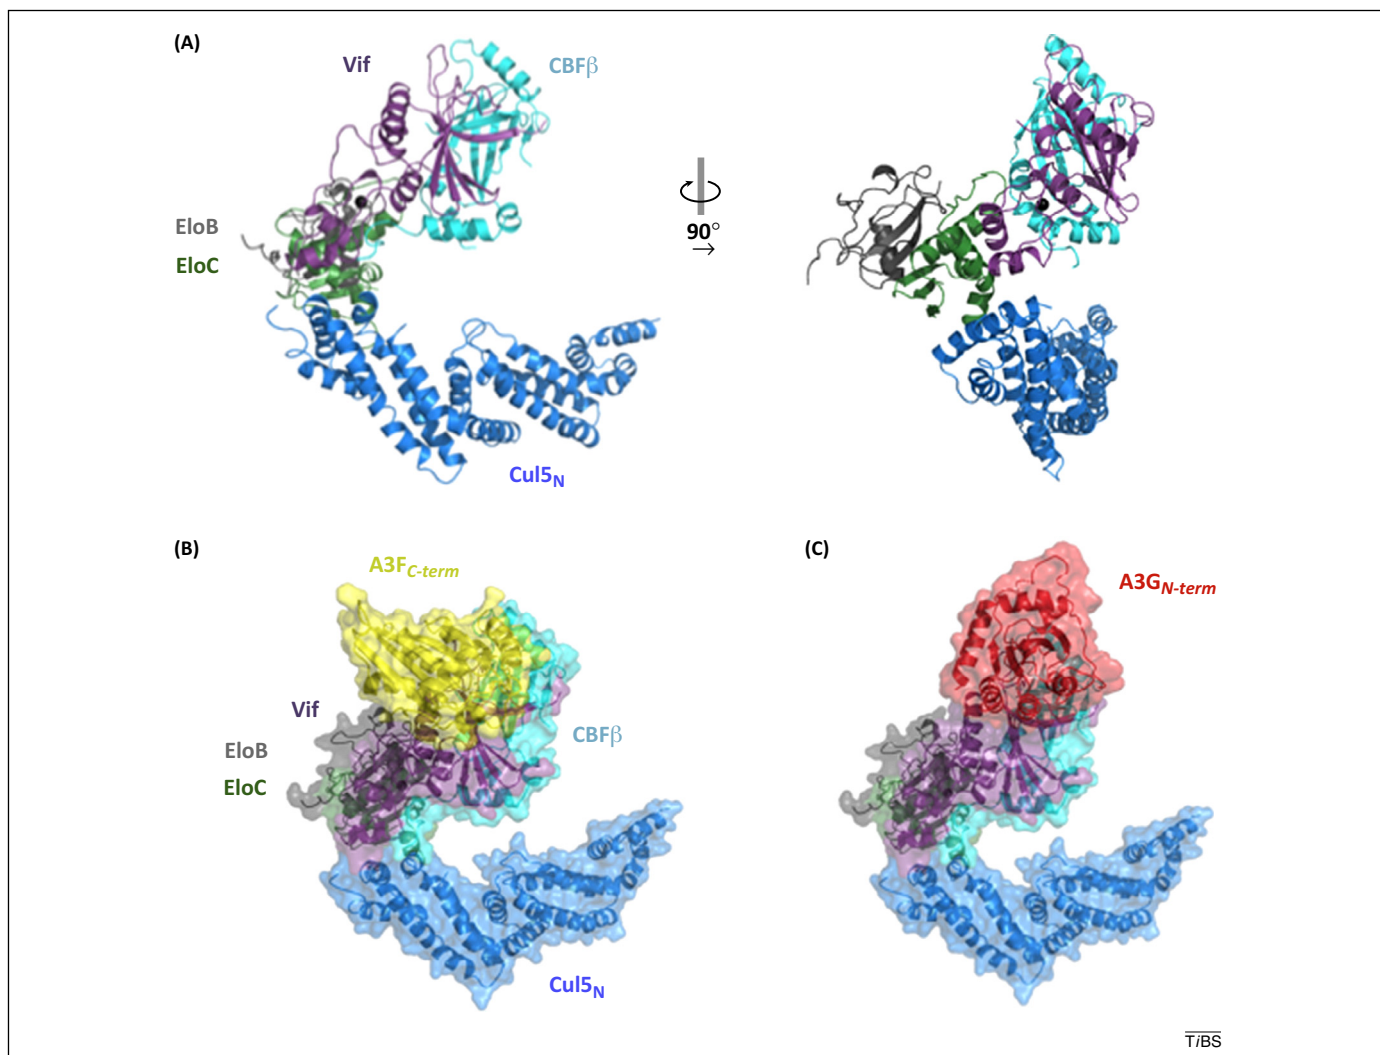 (A)
Vif
CBFβ
EloB
EloC
Cul5N
90°
(B)
A3FC-term
Vif
EloB
EloC
CBFβ
Cul5N
(C)
A3GN-term
TiBS